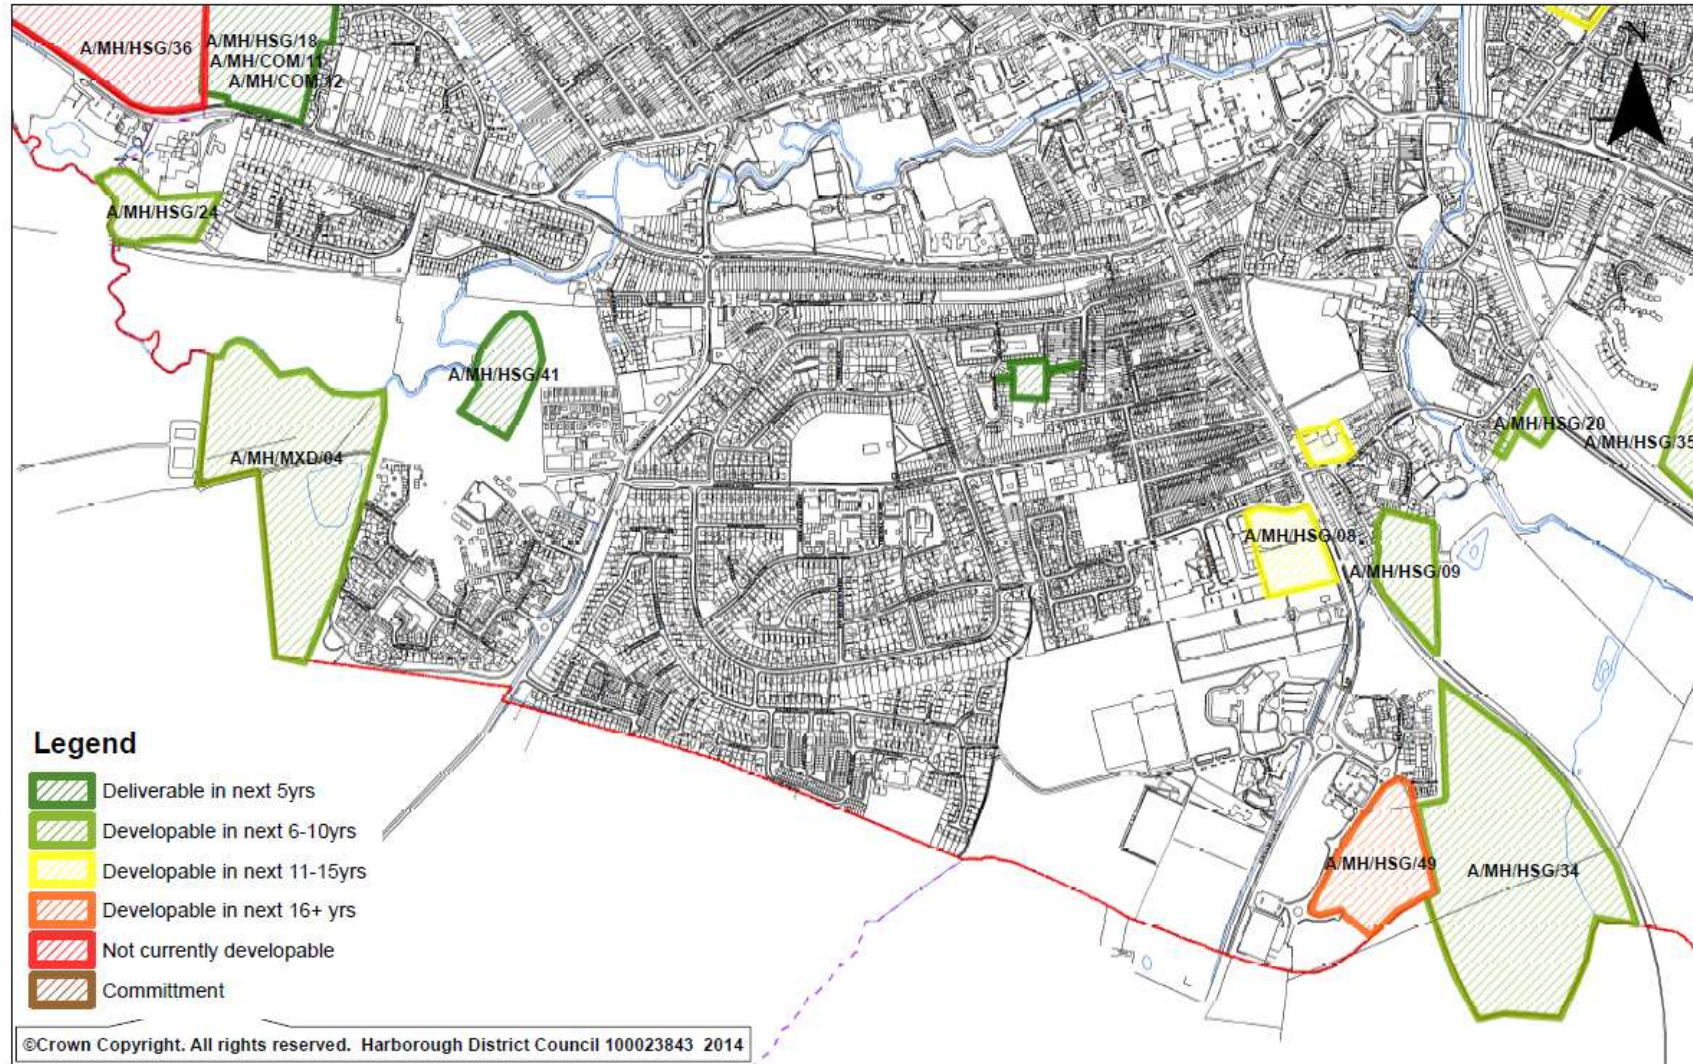 A/MH/HSG/36
A/MH/HSG/18
A/MH/COM/11
A/MH/COM/12
N
A/MH/HSG/24
A/MH/HSG/41
A/MH/MXD/04
A/MH/HSG/20
A/MH/HSG/35
A/MH/HSG/08
A/MH/HSG/09
A/MH/HSG/49
A/MH/HSG/34
Legend
Deliverable in next 5yrs
Developable in next 6-10yrs
Developable in next 11-15yrs
Developable in next 16+ yrs
Not currently developable
Committment
©Crown Copyright. All rights reserved. Harborough District Council 100023843 2014